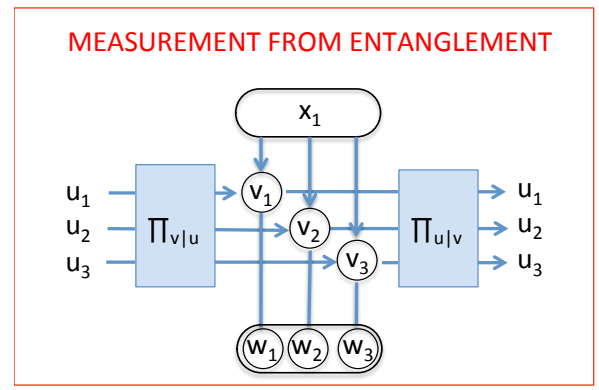 MEASUREMENT FROM ENTANGLEMENT
x₁
u₁ v₁ u₁
u₂ ∏ᵥ|ᵤ v₂ ∏ᵤ|ᵥ u₂
u₃ v₃ u₃
w₁ w₂ w₃